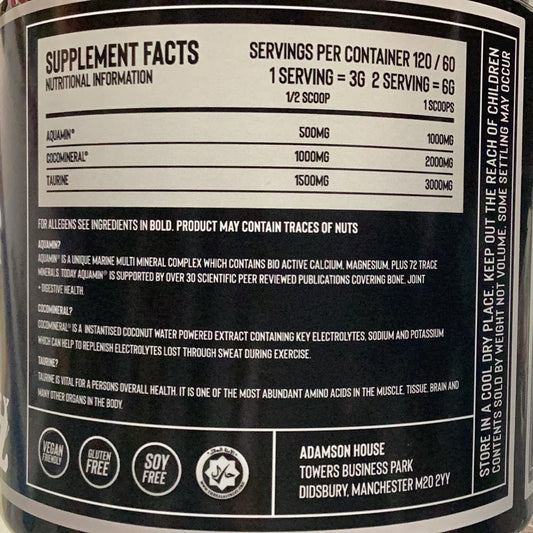 SUPPLEMENT FACTS
NUTRITIONAL INFORMATION
SERVINGS PER CONTAINER 120 / 60
1 SERVING = 3G 2 SERVING = 6G
1/2 SCOOP 1 SCOOPS
AQUAMIN® 500MG 1000MG
COCOMINERAL® 1000MG 2000MG
TAURINE 1500MG 3000MG
FOR ALLEGENS SEE INGREDIENTS IN BOLD. PRODUCT MAY CONTAIN TRACES OF NUTS
AQUAMIN?
AQUAMIN® IS A UNIQUE MARINE MULTI MINERAL COMPLEX WHICH CONTAINS BIO ACTIVE CALCIUM, MAGNESIUM, PLUS 72 TRACE
MINERALS. TODAY AQUAMIN® IS SUPPORTED BY OVER 30 SCIENTIFIC PEER REVIEWED PUBLICATIONS COVERING BONE, JOINT
+ DIGESTIVE HEALTH.
COCOMINERAL?
COCOMINERAL® IS A INSTANTISED COCONUT WATER POWERED EXTRACT CONTAINING KEY ELECTROLYTES, SODIUM AND POTASSIUM
WHICH CAN HELP TO REPLENISH ELECTROLYTES LOST THROUGH SWEAT DURING EXERCISE.
TAURINE?
TAURINE IS VITAL FOR A PERSONS OVERALL HEALTH. IT IS ONE OF THE MOST ABUNDANT AMINO ACIDS IN THE MUSCLE, TISSUE, BRAIN AND
MANY OTHER ORGANS IN THE BODY.
VEGAN
FRIENDLY
GLUTEN
FREE
SOY
FREE
ADAMSON HOUSE
TOWERS BUSINESS PARK
DIDSBURY, MANCHESTER M20 2YY
STORE IN A COOL DRY PLACE. KEEP OUT THE REACH OF CHILDREN
CONTENTS SOLD BY WEIGHT NOT VOLUME. SOME SETTLING MAY OCCUR